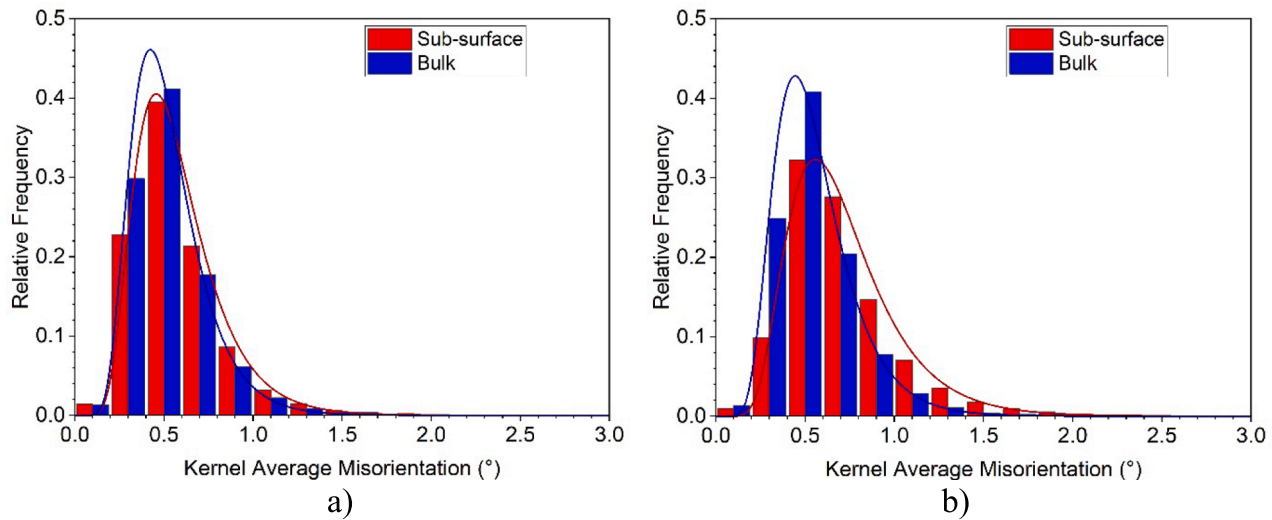 0.5
0.4
0.3
0.2
0.1
0.0
Relative Frequency
Sub-surface
Bulk
0.0 0.5 1.0 1.5 2.0 2.5 3.0
Kernel Average Misorientation (°)
a)
0.5
0.4
0.3
0.2
0.1
0.0
Relative Frequency
Sub-surface
Bulk
0.0 0.5 1.0 1.5 2.0 2.5 3.0
Kernel Average Misorientation (°)
b)